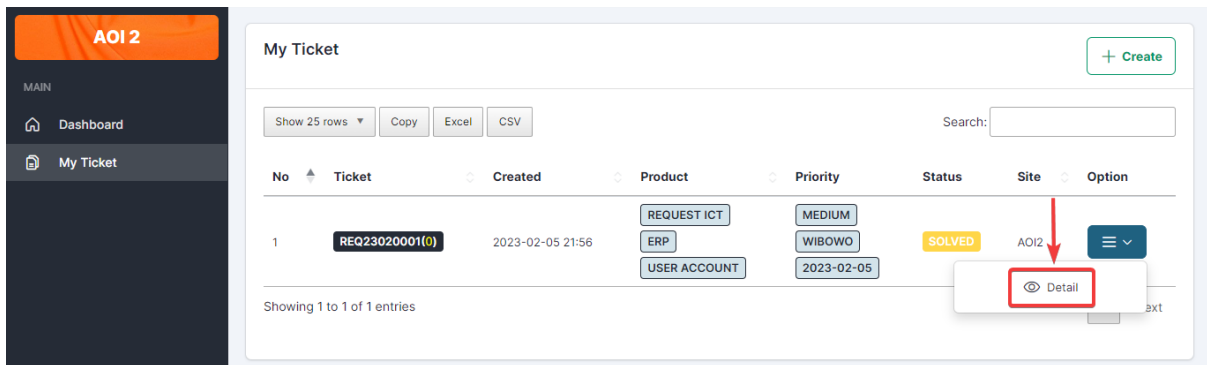 AOI 2
MAIN
Dashboard
My Ticket
My Ticket
+ Create
Show 25 rows ▼ Copy Excel CSV Search:
No Ticket Created Product Priority Status Site Option
REQUEST ICT MEDIUM
1 REQ23020001(0) 2023-02-05 21:56 ERP WIBOWO SOLVED AOI2
USER ACCOUNT 2023-02-05
Detail
Showing 1 to 1 of 1 entries